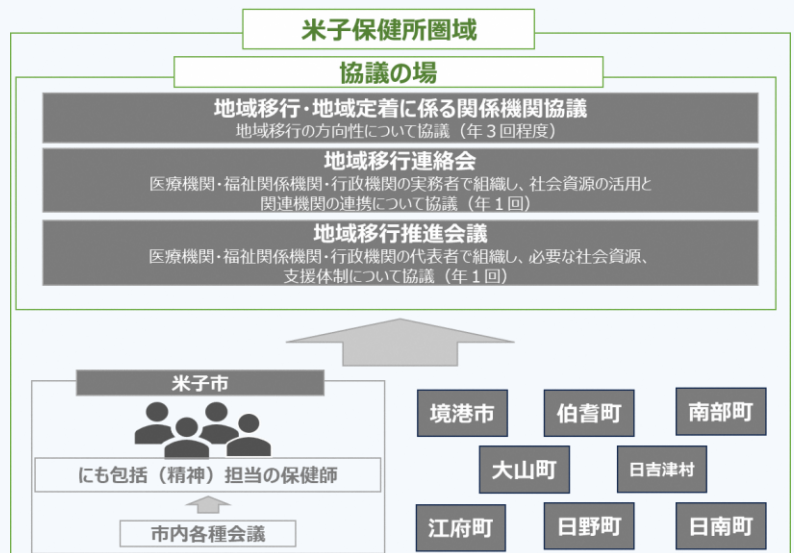 米子保健所圏域
協議の場
地域移行・地域定着に係る関係機関協議
地域移行の方向性について協議（年３回程度）
地域移行連絡会
医療機関・福祉関係機関・行政機関の実務者で組織し、社会資源の活用と
関連機関の連携について協議（年１回）
地域移行推進会議
医療機関・福祉関係機関・行政機関の代表者で組織し、必要な社会資源、
支援体制について協議（年１回）
米子市
にも包括（精神）担当の保健師
市内各種会議
境港市
伯耆町
南部町
大山町
日吉津村
江府町
日野町
日南町